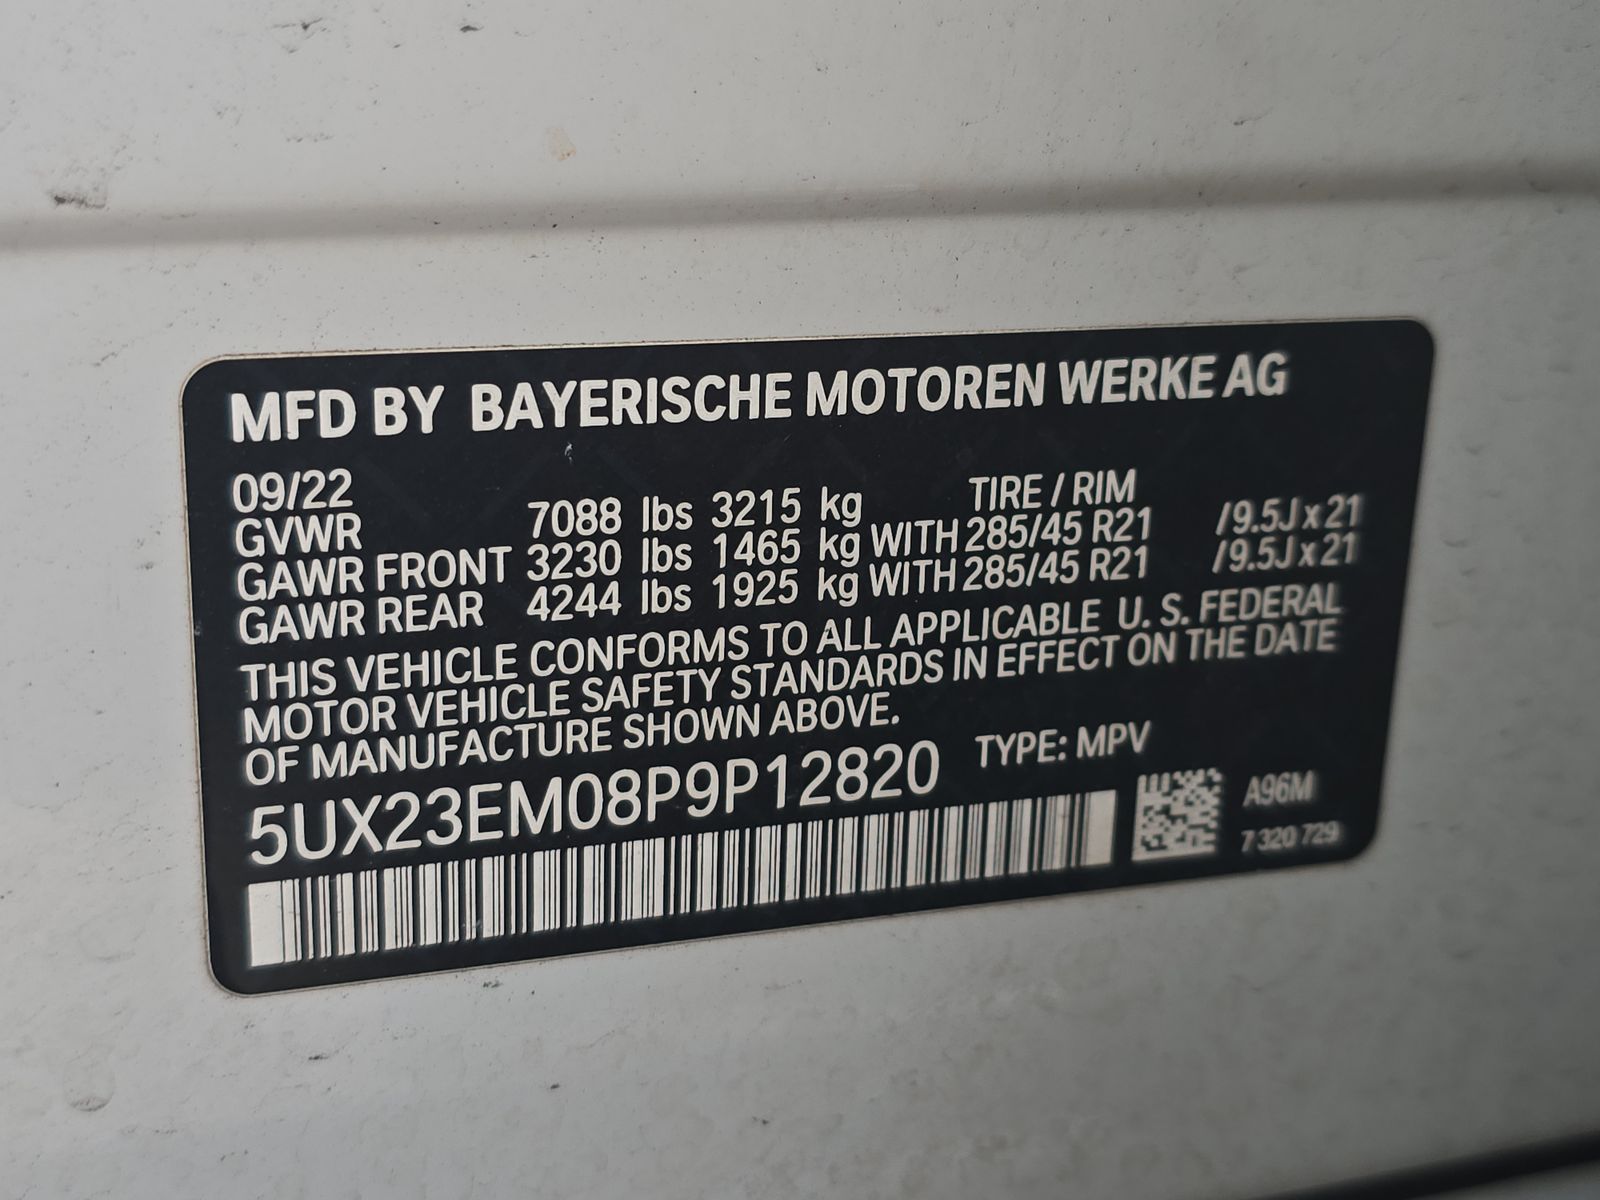 MFD BY BAYERISCHE MOTOREN WERKE AG
09/22 TIRE / RIM
GVWR 7088 lbs 3215 kg
GAWR FRONT 3230 lbs 1465 kg WITH 285/45 R21 /9.5J x 21
GAWR REAR 4244 lbs 1925 kg WITH 285/45 R21 /9.5J x 21
THIS VEHICLE CONFORMS TO ALL APPLICABLE U. S. FEDERAL
MOTOR VEHICLE SAFETY STANDARDS IN EFFECT ON THE DATE
OF MANUFACTURE SHOWN ABOVE.
5UX23EM08P9P12820 TYPE: MPV
A96M
7 320 729